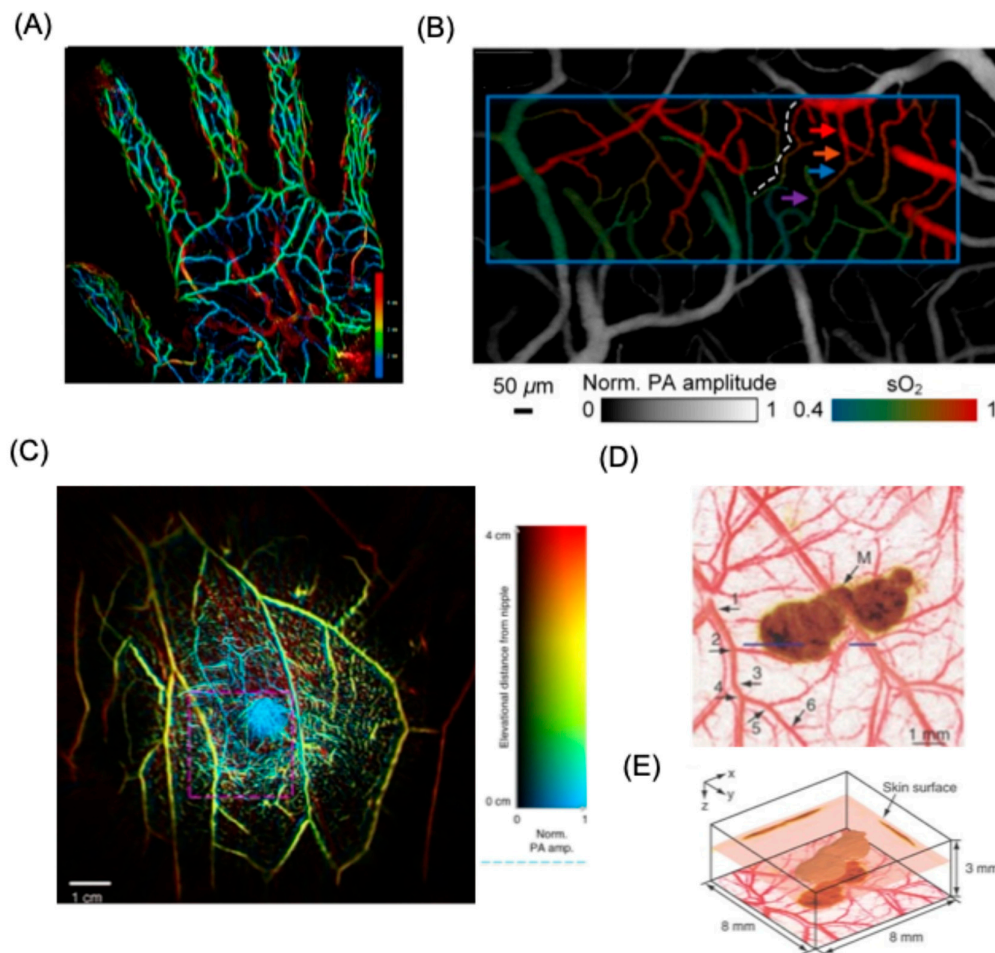 (A)
(B)
50 µm
Norm. PA amplitude
0
1
sO₂
0.4
1
(C)
4 cm
Elevational distance from nipple
0 cm
0
1
Norm.
PA amp.
1 cm
(D)
M
1
2
3
4
5
6
1 mm
(E)
x
y
z
Skin surface
3 mm
8 mm
8 mm